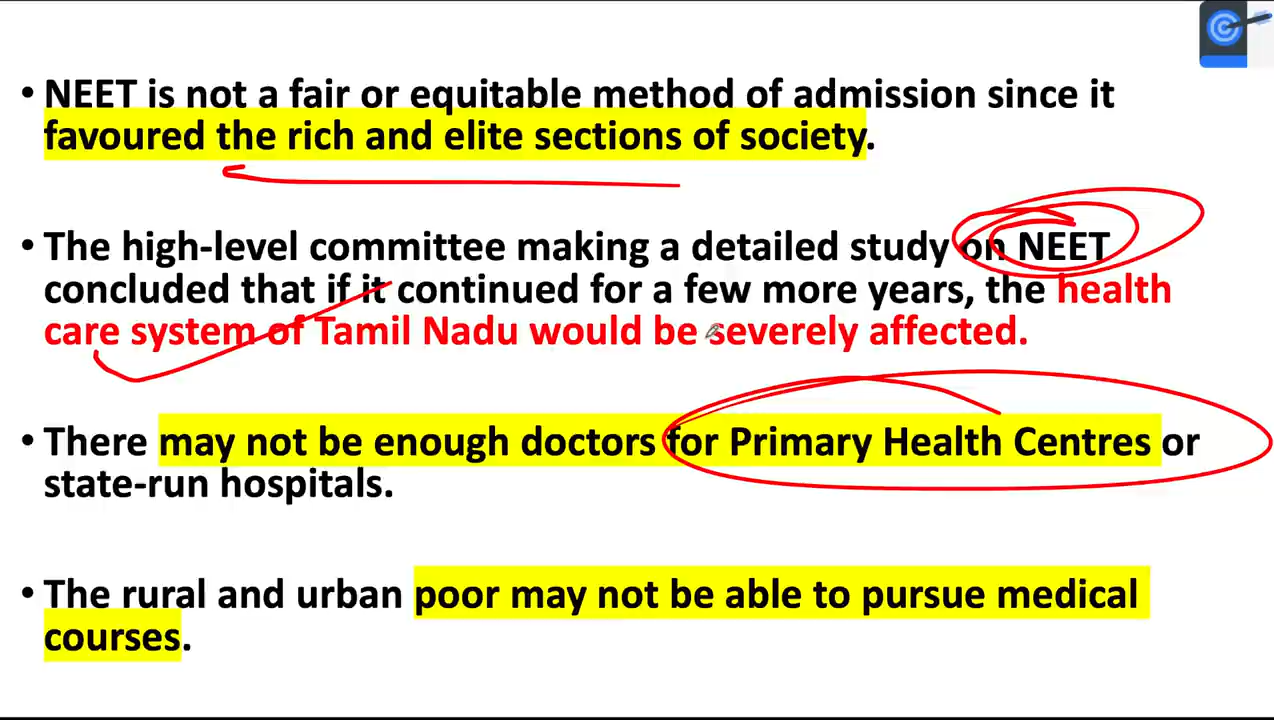 • NEET is not a fair or equitable method of admission since it
favoured the rich and elite sections of society.
• The high-level committee making a detailed study on NEET
concluded that if it continued for a few more years, the health
care system of Tamil Nadu would be severely affected.
• There may not be enough doctors for Primary Health Centres or
state-run hospitals.
• The rural and urban poor may not be able to pursue medical
courses.